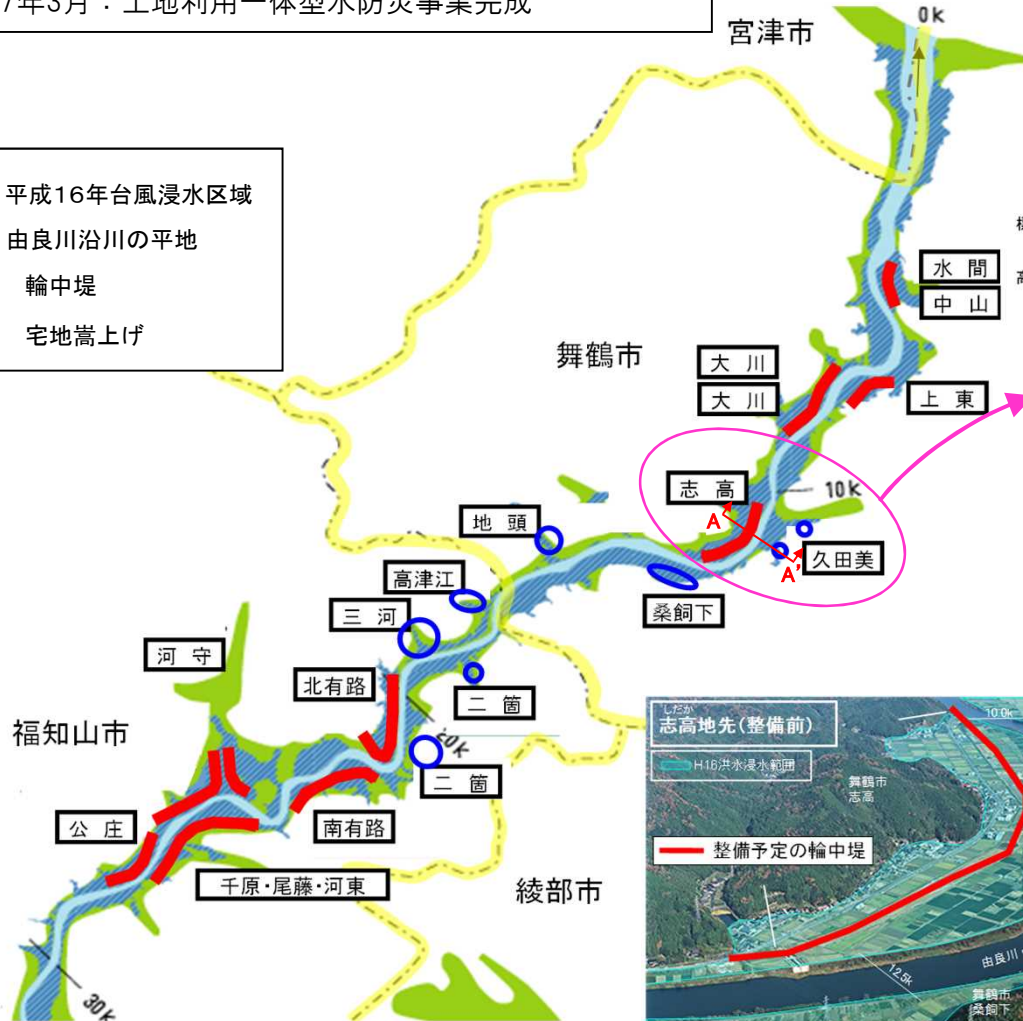 7年3月：土地利用一体型水防災事業完成
0k
宮津市
平成16年台風浸水区域
由良川沿川の平地
輪中堤
宅地嵩上げ
水 間
中 山
舞鶴市
大 川
大 川
上 東
志 高
10k
A
A'
久田美
地 頭
高津江
桑飼下
三 河
河 守
北有路
二 箇
福知山市
20k
二 箇
公 庄
南有路
千原・尾藤・河東
綾部市
30k
しだか
志高地先(整備前)
10.0k
H16洪水浸水範囲
舞鶴市
志高
整備予定の輪中堤
12.5k
由良川
舞鶴市
桑飼下